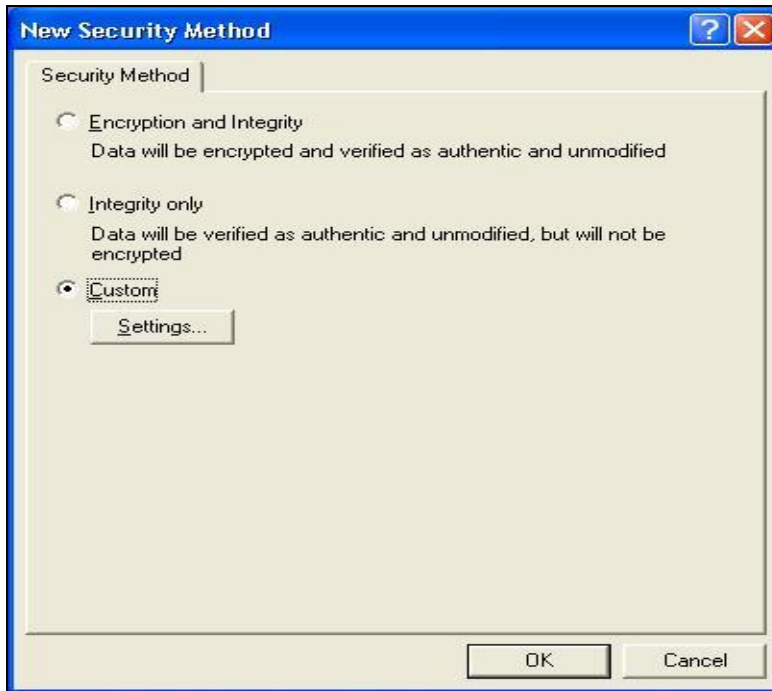 New Security Method
Security Method
Encryption and Integrity
Data will be encrypted and verified as authentic and unmodified
Integrity only
Data will be verified as authentic and unmodified, but will not be
encrypted
Custom
Settings...
OK
Cancel